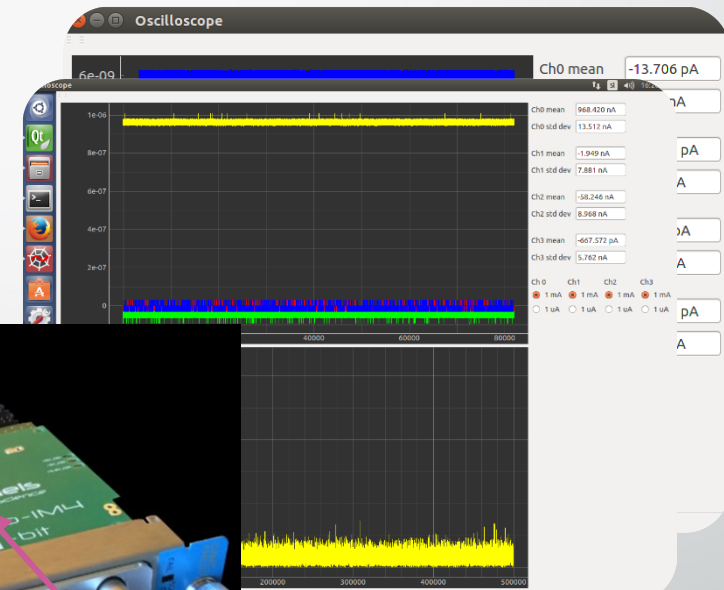 Oscilloscope
6e-09
Ch0 mean -13.706 pA
nA
pA
A
A
pA
A
1e-06
8e-07
6e-07
4e-07
2e-07
0
40000 60000 80000
Ch0 mean 968.420 nA
Ch0 std dev 13.512 nA
Ch1 mean -1.949 nA
Ch1 std dev 7.881 nA
Ch2 mean -58.246 nA
Ch2 std dev 8.968 nA
Ch3 mean -667.572 pA
Ch3 std dev 5.762 nA
Ch 0 Ch1 Ch2 Ch3
1 mA 1 mA 1 mA 1 mA
1 uA 1 uA 1 uA 1 uA
200000 300000 400000 500000
-IM4
-bit